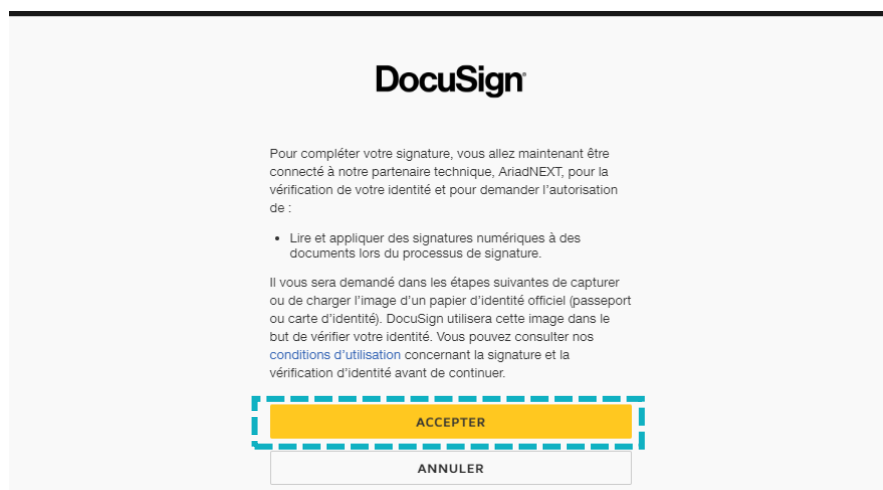 DocuSign
Pour compléter votre signature, vous allez maintenant être
connecté à notre partenaire technique, AriadNEXT, pour la
vérification de votre identité et pour demander l'autorisation
de :
• Lire et appliquer des signatures numériques à des
documents lors du processus de signature.
Il vous sera demandé dans les étapes suivantes de capturer
ou de charger l'image d'un papier d'identité officiel (passeport
ou carte d'identité). DocuSign utilisera cette image dans le
but de vérifier votre identité. Vous pouvez consulter nos
conditions d'utilisation concernant la signature et la
vérification d'identité avant de continuer.
ACCEPTER
ANNULER